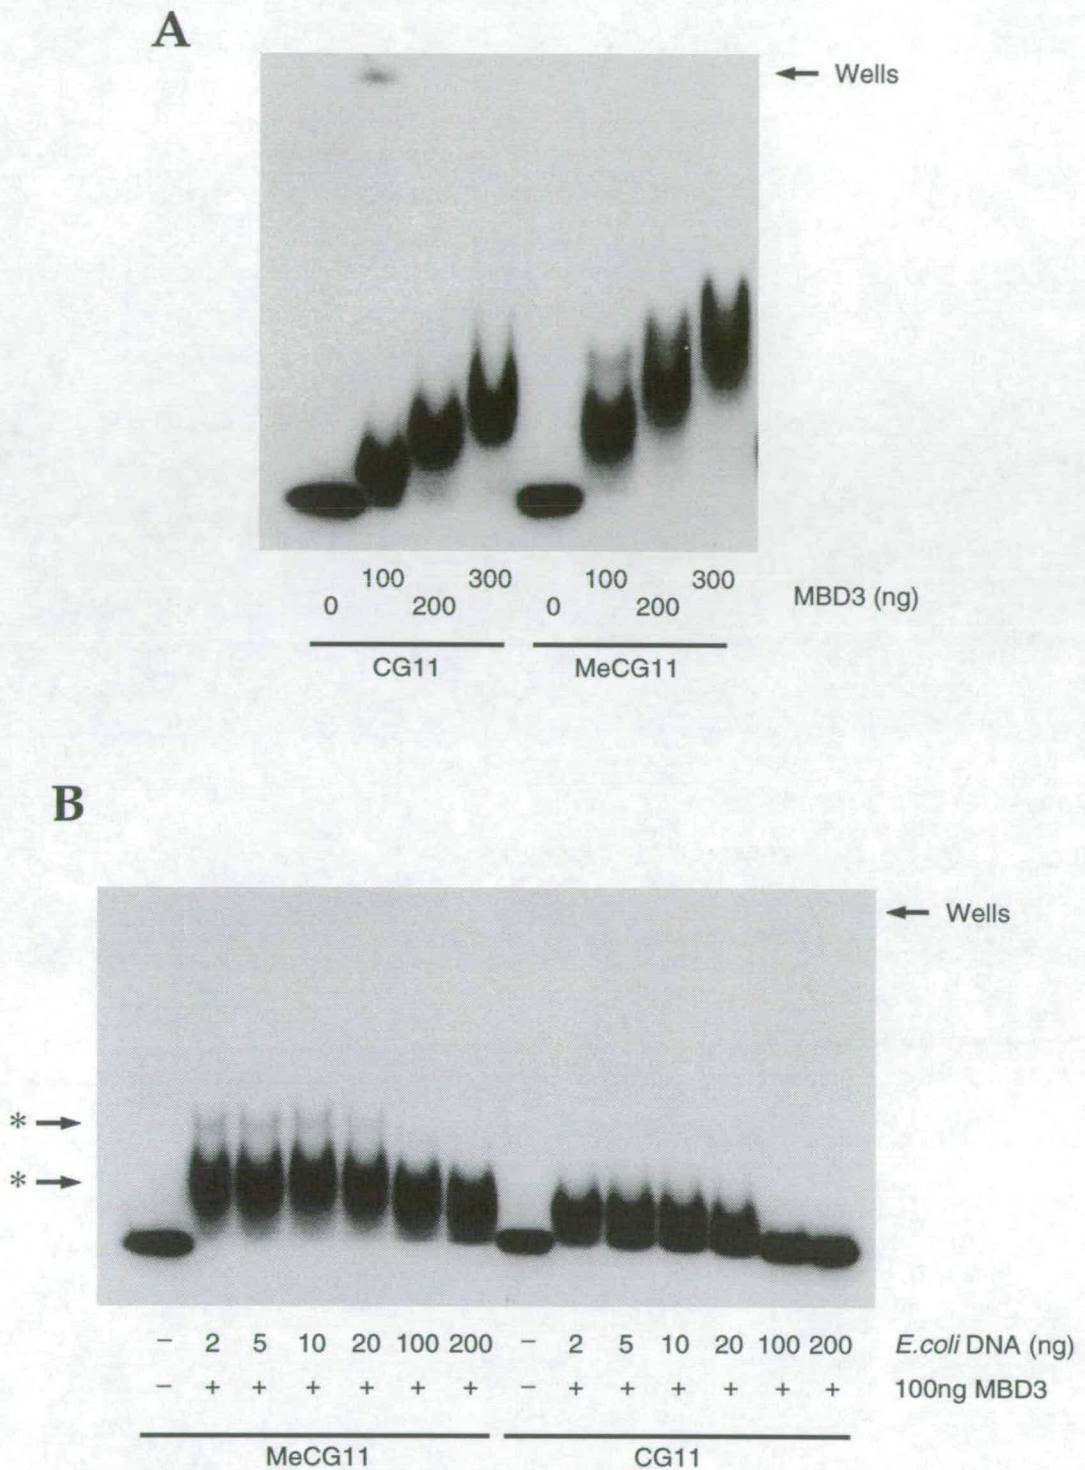 A
← Wells
100 300 100 300
0 200 0 200 MBD3 (ng)
CG11 MeCG11
B
← Wells
* →
* →
– 2 5 10 20 100 200 – 2 5 10 20 100 200 E.coli DNA (ng)
– + + + + + + – + + + + + + 100ng MBD3
MeCG11 CG11